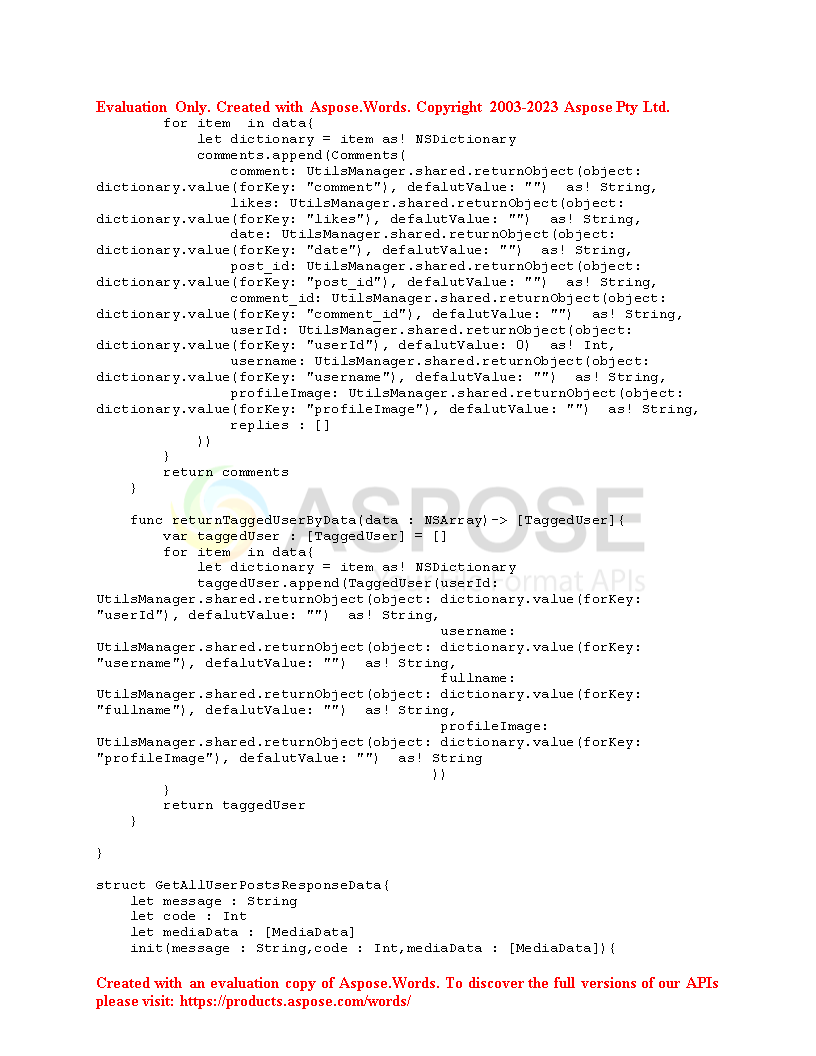 Evaluation Only. Created with Aspose.Words. Copyright 2003-2023 Aspose Pty Ltd.
        for item  in data{
            let dictionary = item as! NSDictionary
            comments.append(Comments(
                comment: UtilsManager.shared.returnObject(object:
dictionary.value(forKey: "comment"), defalutValue: "")  as! String,
                likes: UtilsManager.shared.returnObject(object:
dictionary.value(forKey: "likes"), defalutValue: "")  as! String,
                date: UtilsManager.shared.returnObject(object:
dictionary.value(forKey: "date"), defalutValue: "")  as! String,
                post_id: UtilsManager.shared.returnObject(object:
dictionary.value(forKey: "post_id"), defalutValue: "")  as! String,
                comment_id: UtilsManager.shared.returnObject(object:
dictionary.value(forKey: "comment_id"), defalutValue: "")  as! String,
                userId: UtilsManager.shared.returnObject(object:
dictionary.value(forKey: "userId"), defalutValue: 0)  as! Int,
                username: UtilsManager.shared.returnObject(object:
dictionary.value(forKey: "username"), defalutValue: "")  as! String,
                profileImage: UtilsManager.shared.returnObject(object:
dictionary.value(forKey: "profileImage"), defalutValue: "")  as! String,
                replies : []
            ))
        }
        return comments
    }

    func returnTaggedUserByData(data : NSArray)-> [TaggedUser]{
        var taggedUser : [TaggedUser] = []
        for item  in data{
            let dictionary = item as! NSDictionary
            taggedUser.append(TaggedUser(userId:
UtilsManager.shared.returnObject(object: dictionary.value(forKey:
"userId"), defalutValue: "")  as! String,
                                         username:
UtilsManager.shared.returnObject(object: dictionary.value(forKey:
"username"), defalutValue: "")  as! String,
                                         fullname:
UtilsManager.shared.returnObject(object: dictionary.value(forKey:
"fullname"), defalutValue: "")  as! String,
                                         profileImage:
UtilsManager.shared.returnObject(object: dictionary.value(forKey:
"profileImage"), defalutValue: "")  as! String
                                        ))
        }
        return taggedUser
    }

}

struct GetAllUserPostsResponseData{
    let message : String
    let code : Int
    let mediaData : [MediaData]
    init(message : String,code : Int,mediaData : [MediaData]){
ASPOSE
Format APIs
Created with an evaluation copy of Aspose.Words. To discover the full versions of our APIs
please visit: https://products.aspose.com/words/